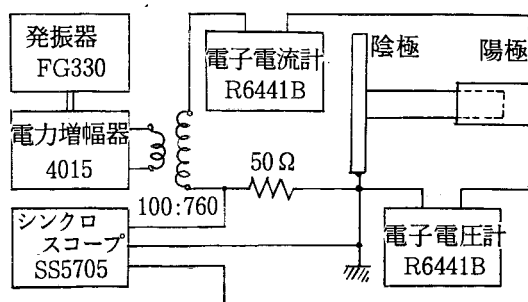 発振器
FG330
電力増幅器
4015
シンクロ
スコープ
SS5705
100:760
電子電流計
R6441B
50Ω
陰極
陽極
電子電圧計
R6441B